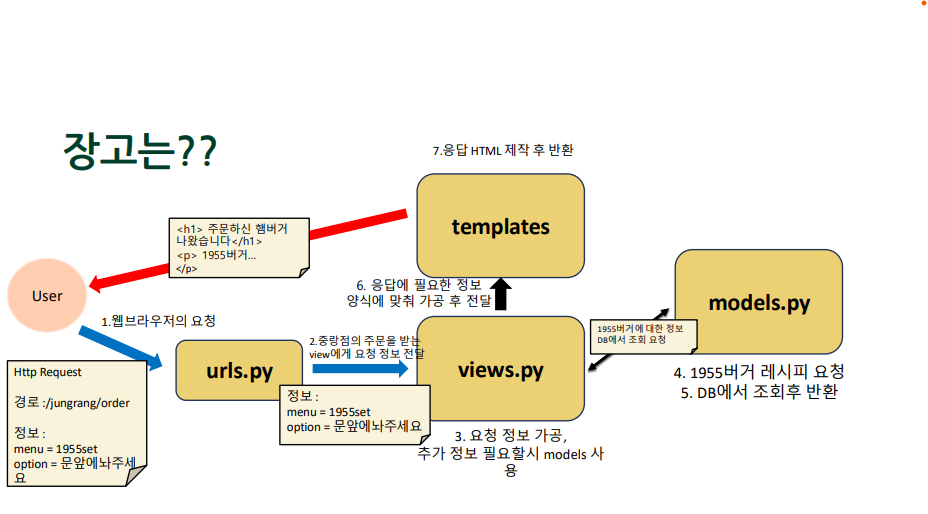 장고는??
7.응답 HTML 제작 후 반환
templates
<h1> 주문하신 햄버거
나왔습니다</h1>
<p> 1955버거...
</p>
User
6. 응답에 필요한 정보
양식에 맞춰 가공 후 전달
models.py
1.웹브라우저의 요청
2.중랑점의 주문을 받는
view에게 요청 정보 전달
1955버거에 대한 정보
DB에서 조회 요청
urls.py
views.py
4. 1955버거 레시피 요청
5. DB에서 조회후 반환
Http Request
경로 :/jungrang/order
정보 :
menu = 1955set
option = 문앞에놔주세
요
정보 :
menu = 1955set
option = 문앞에놔주세요
3. 요청 정보 가공,
추가 정보 필요할시 models 사
용